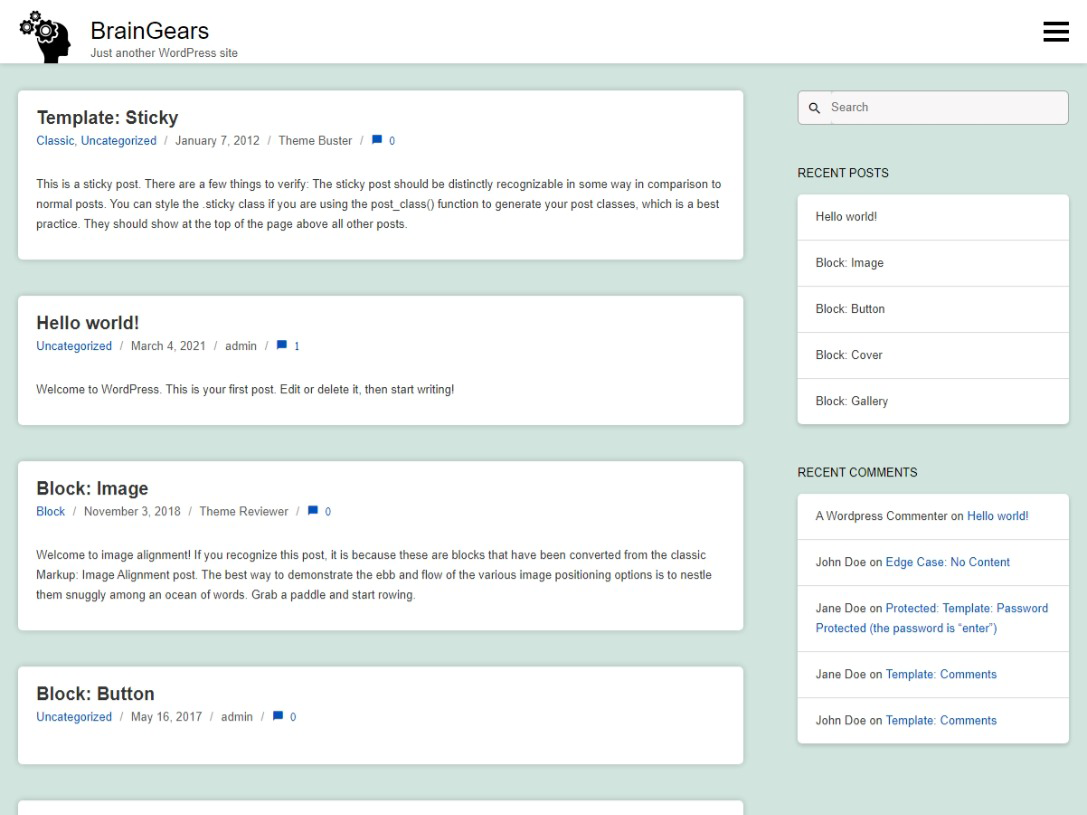 BrainGears
Just another WordPress site
Template: Sticky
Classic, Uncategorized / January 7, 2012 / Theme Buster / 0
This is a sticky post. There are a few things to verify: The sticky post should be distinctly recognizable in some way in comparison to
normal posts. You can style the .sticky class if you are using the post_class() function to generate your post classes, which is a best
practice. They should show at the top of the page above all other posts.
Hello world!
Uncategorized / March 4, 2021 / admin / 1
Welcome to WordPress. This is your first post. Edit or delete it, then start writing!
Block: Image
Block / November 3, 2018 / Theme Reviewer / 0
Welcome to image alignment! If you recognize this post, it is because these are blocks that have been converted from the classic
Markup: Image Alignment post. The best way to demonstrate the ebb and flow of the various image positioning options is to nestle
them snuggly among an ocean of words. Grab a paddle and start rowing.
Block: Button
Uncategorized / May 16, 2017 / admin / 0
Search
RECENT POSTS
Hello world!
Block: Image
Block: Button
Block: Cover
Block: Gallery
RECENT COMMENTS
A Wordpress Commenter on Hello world!
John Doe on Edge Case: No Content
Jane Doe on Protected: Template: Password
Protected (the password is “enter”)
Jane Doe on Template: Comments
John Doe on Template: Comments